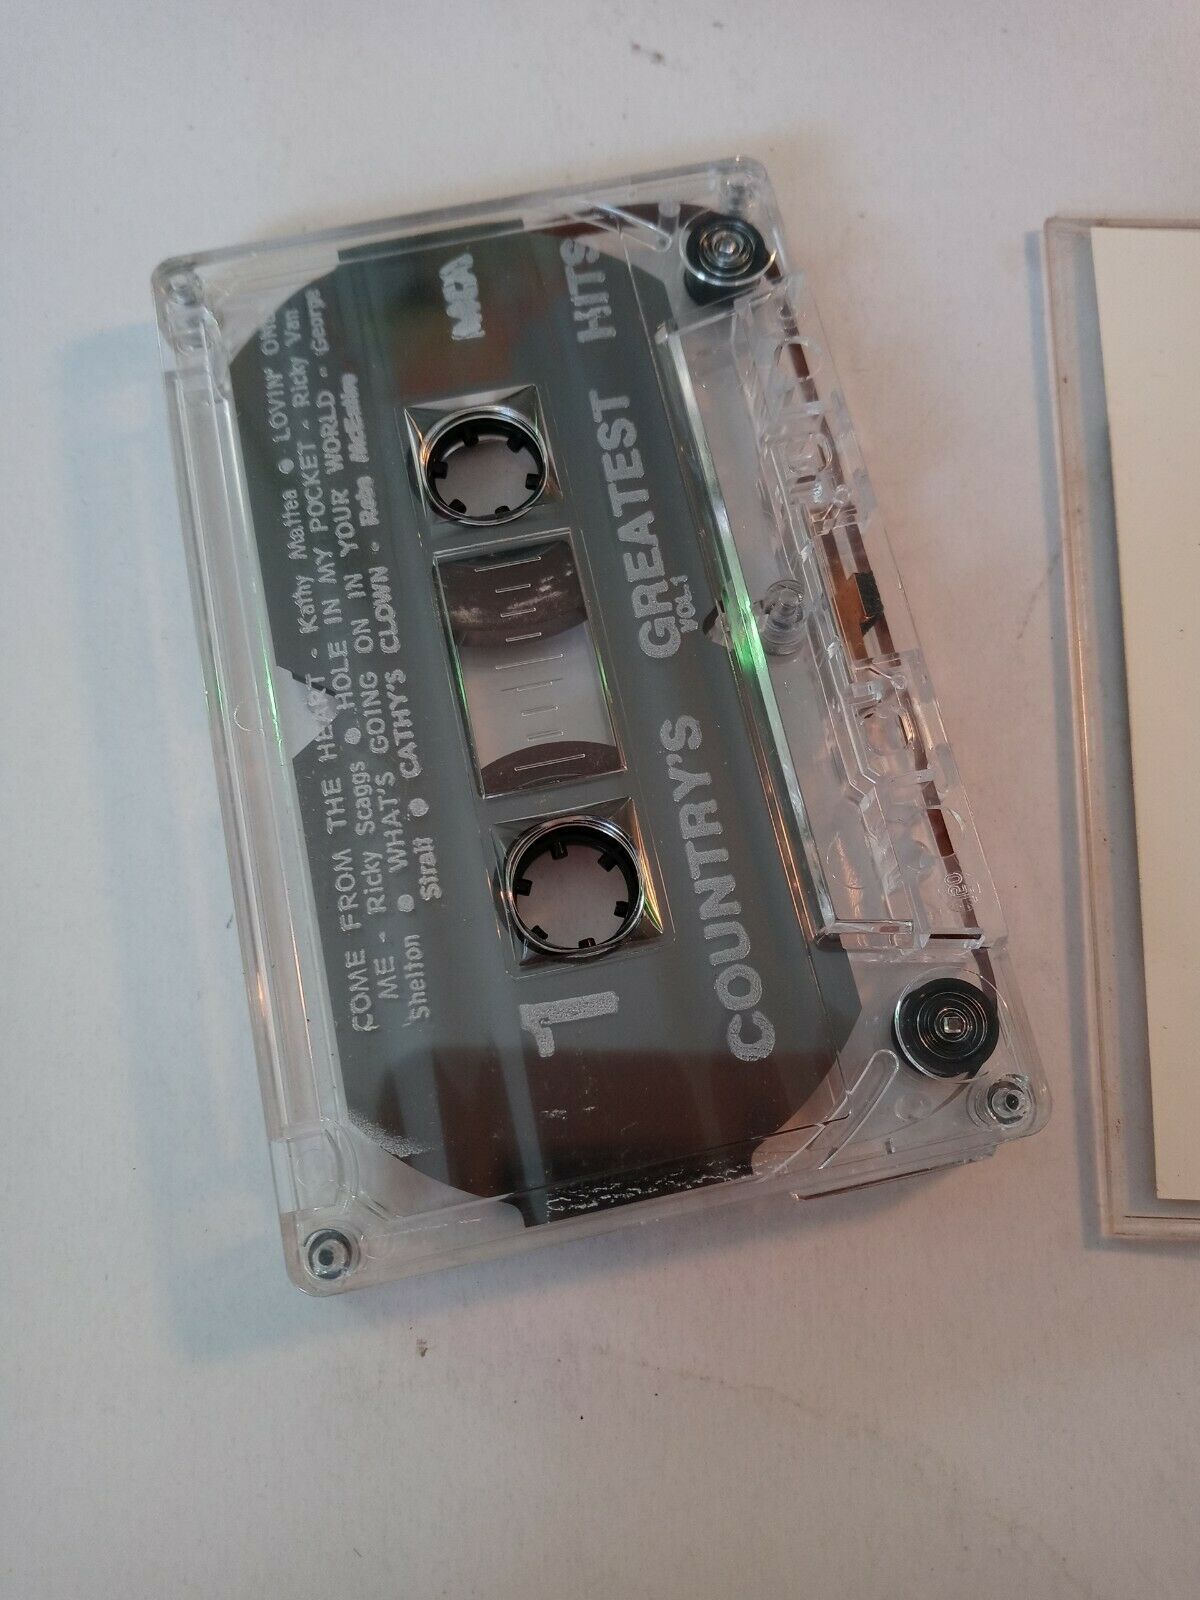 COME FROM THE HEART - Kathy Mattea ● LOVIN' ONLY
ME - Ricky Scaggs ● HOLE IN MY POCKET - Ricky Van
Shelton ● WHAT'S GOING ON IN YOUR WORLD - George
Strait ● CATHY'S CLOWN - Reba McEntire
1
COUNTRY'S GREATEST HITS
VOL.1